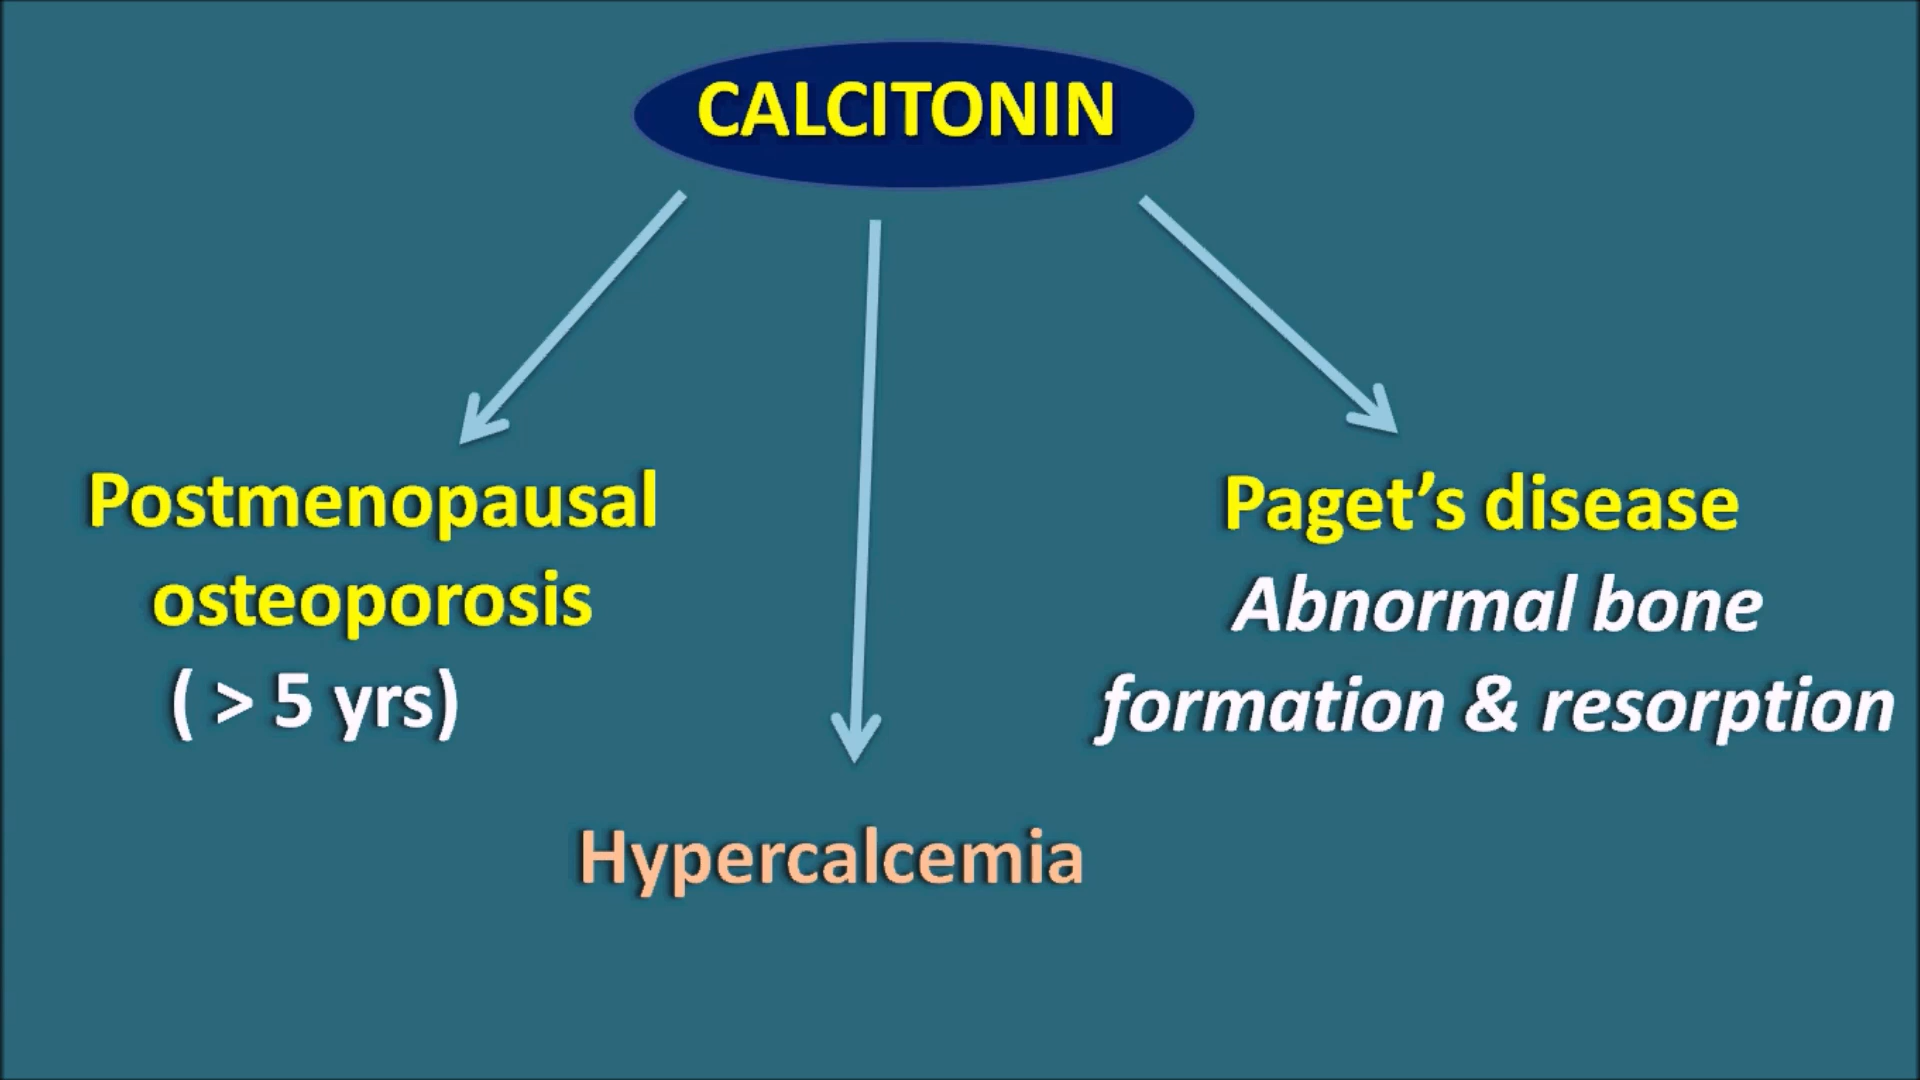 CALCITONIN
Postmenopausal
osteoporosis
( > 5 yrs)
Hypercalcemia
Paget’s disease
Abnormal bone
formation & resorption